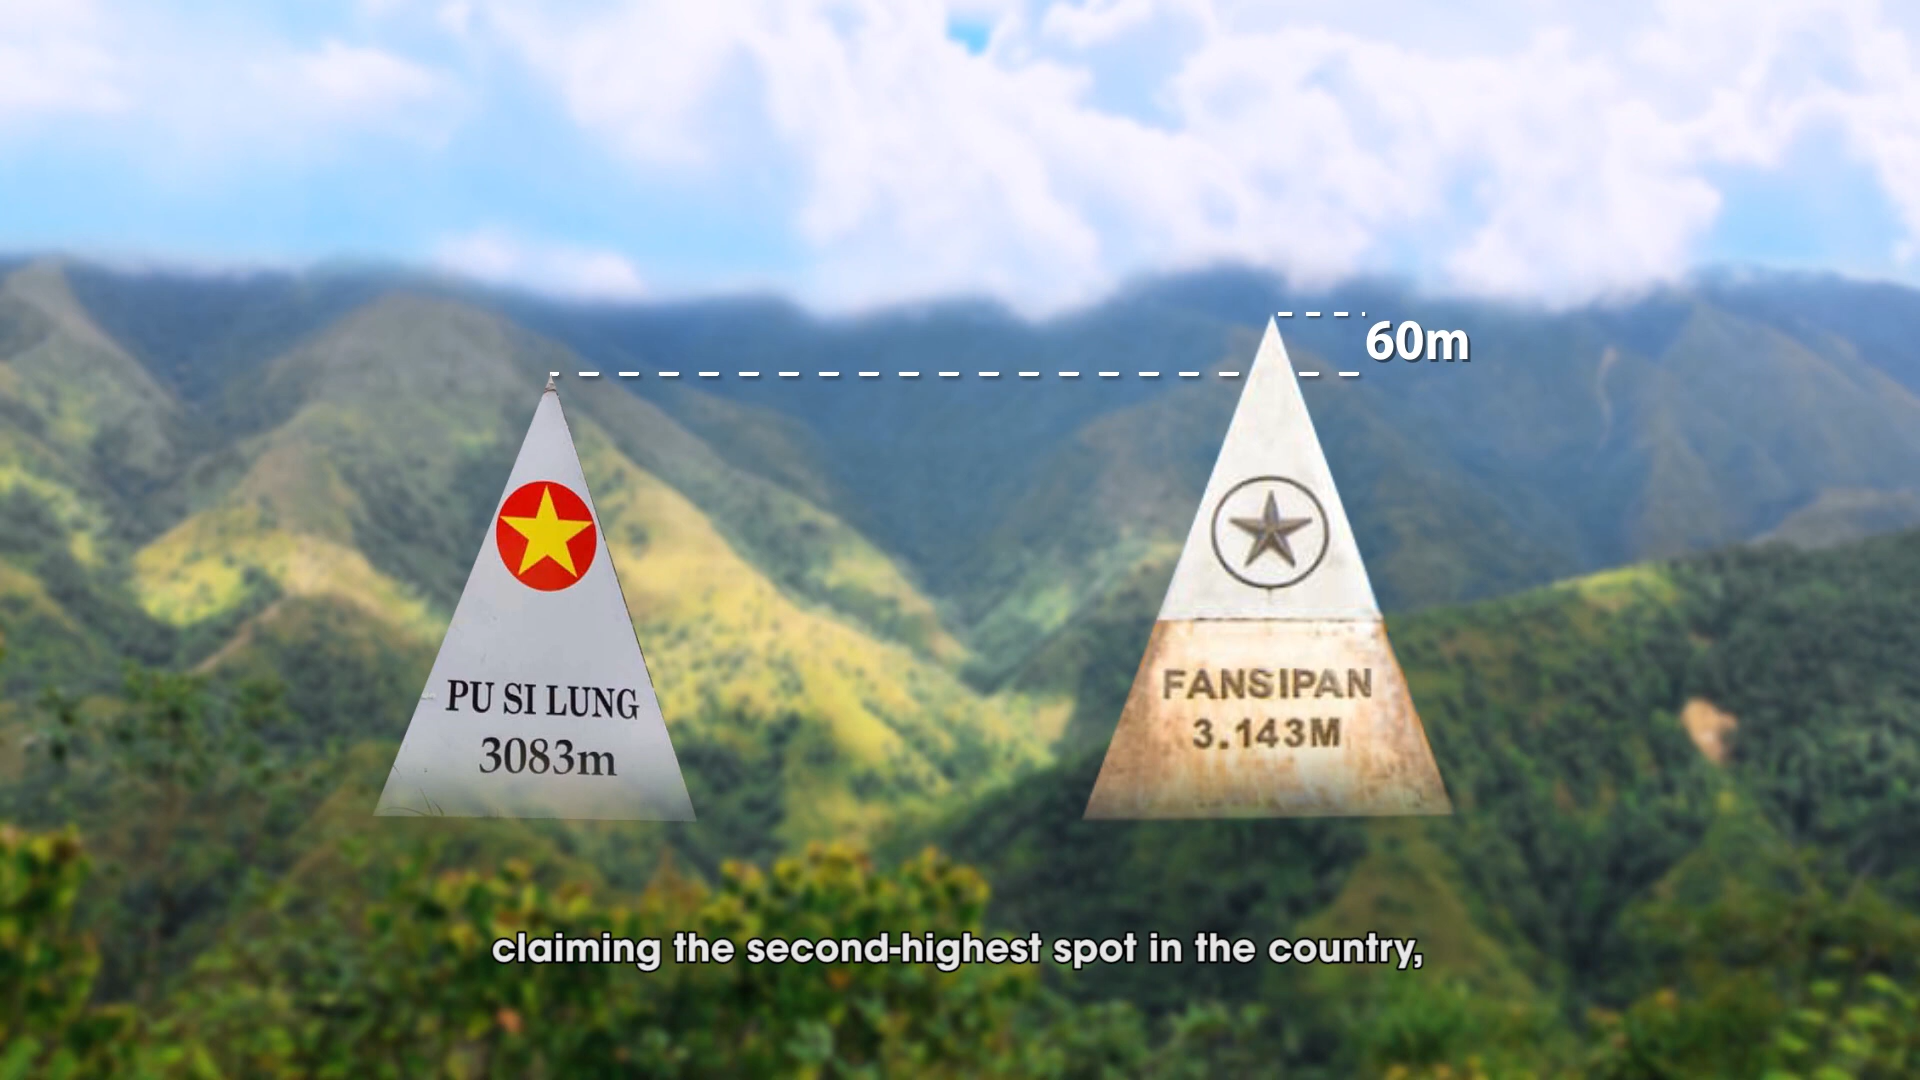 60m
PU SI LUNG
3083m
FANSIPAN
3.143M
claiming the second-highest spot in the country,